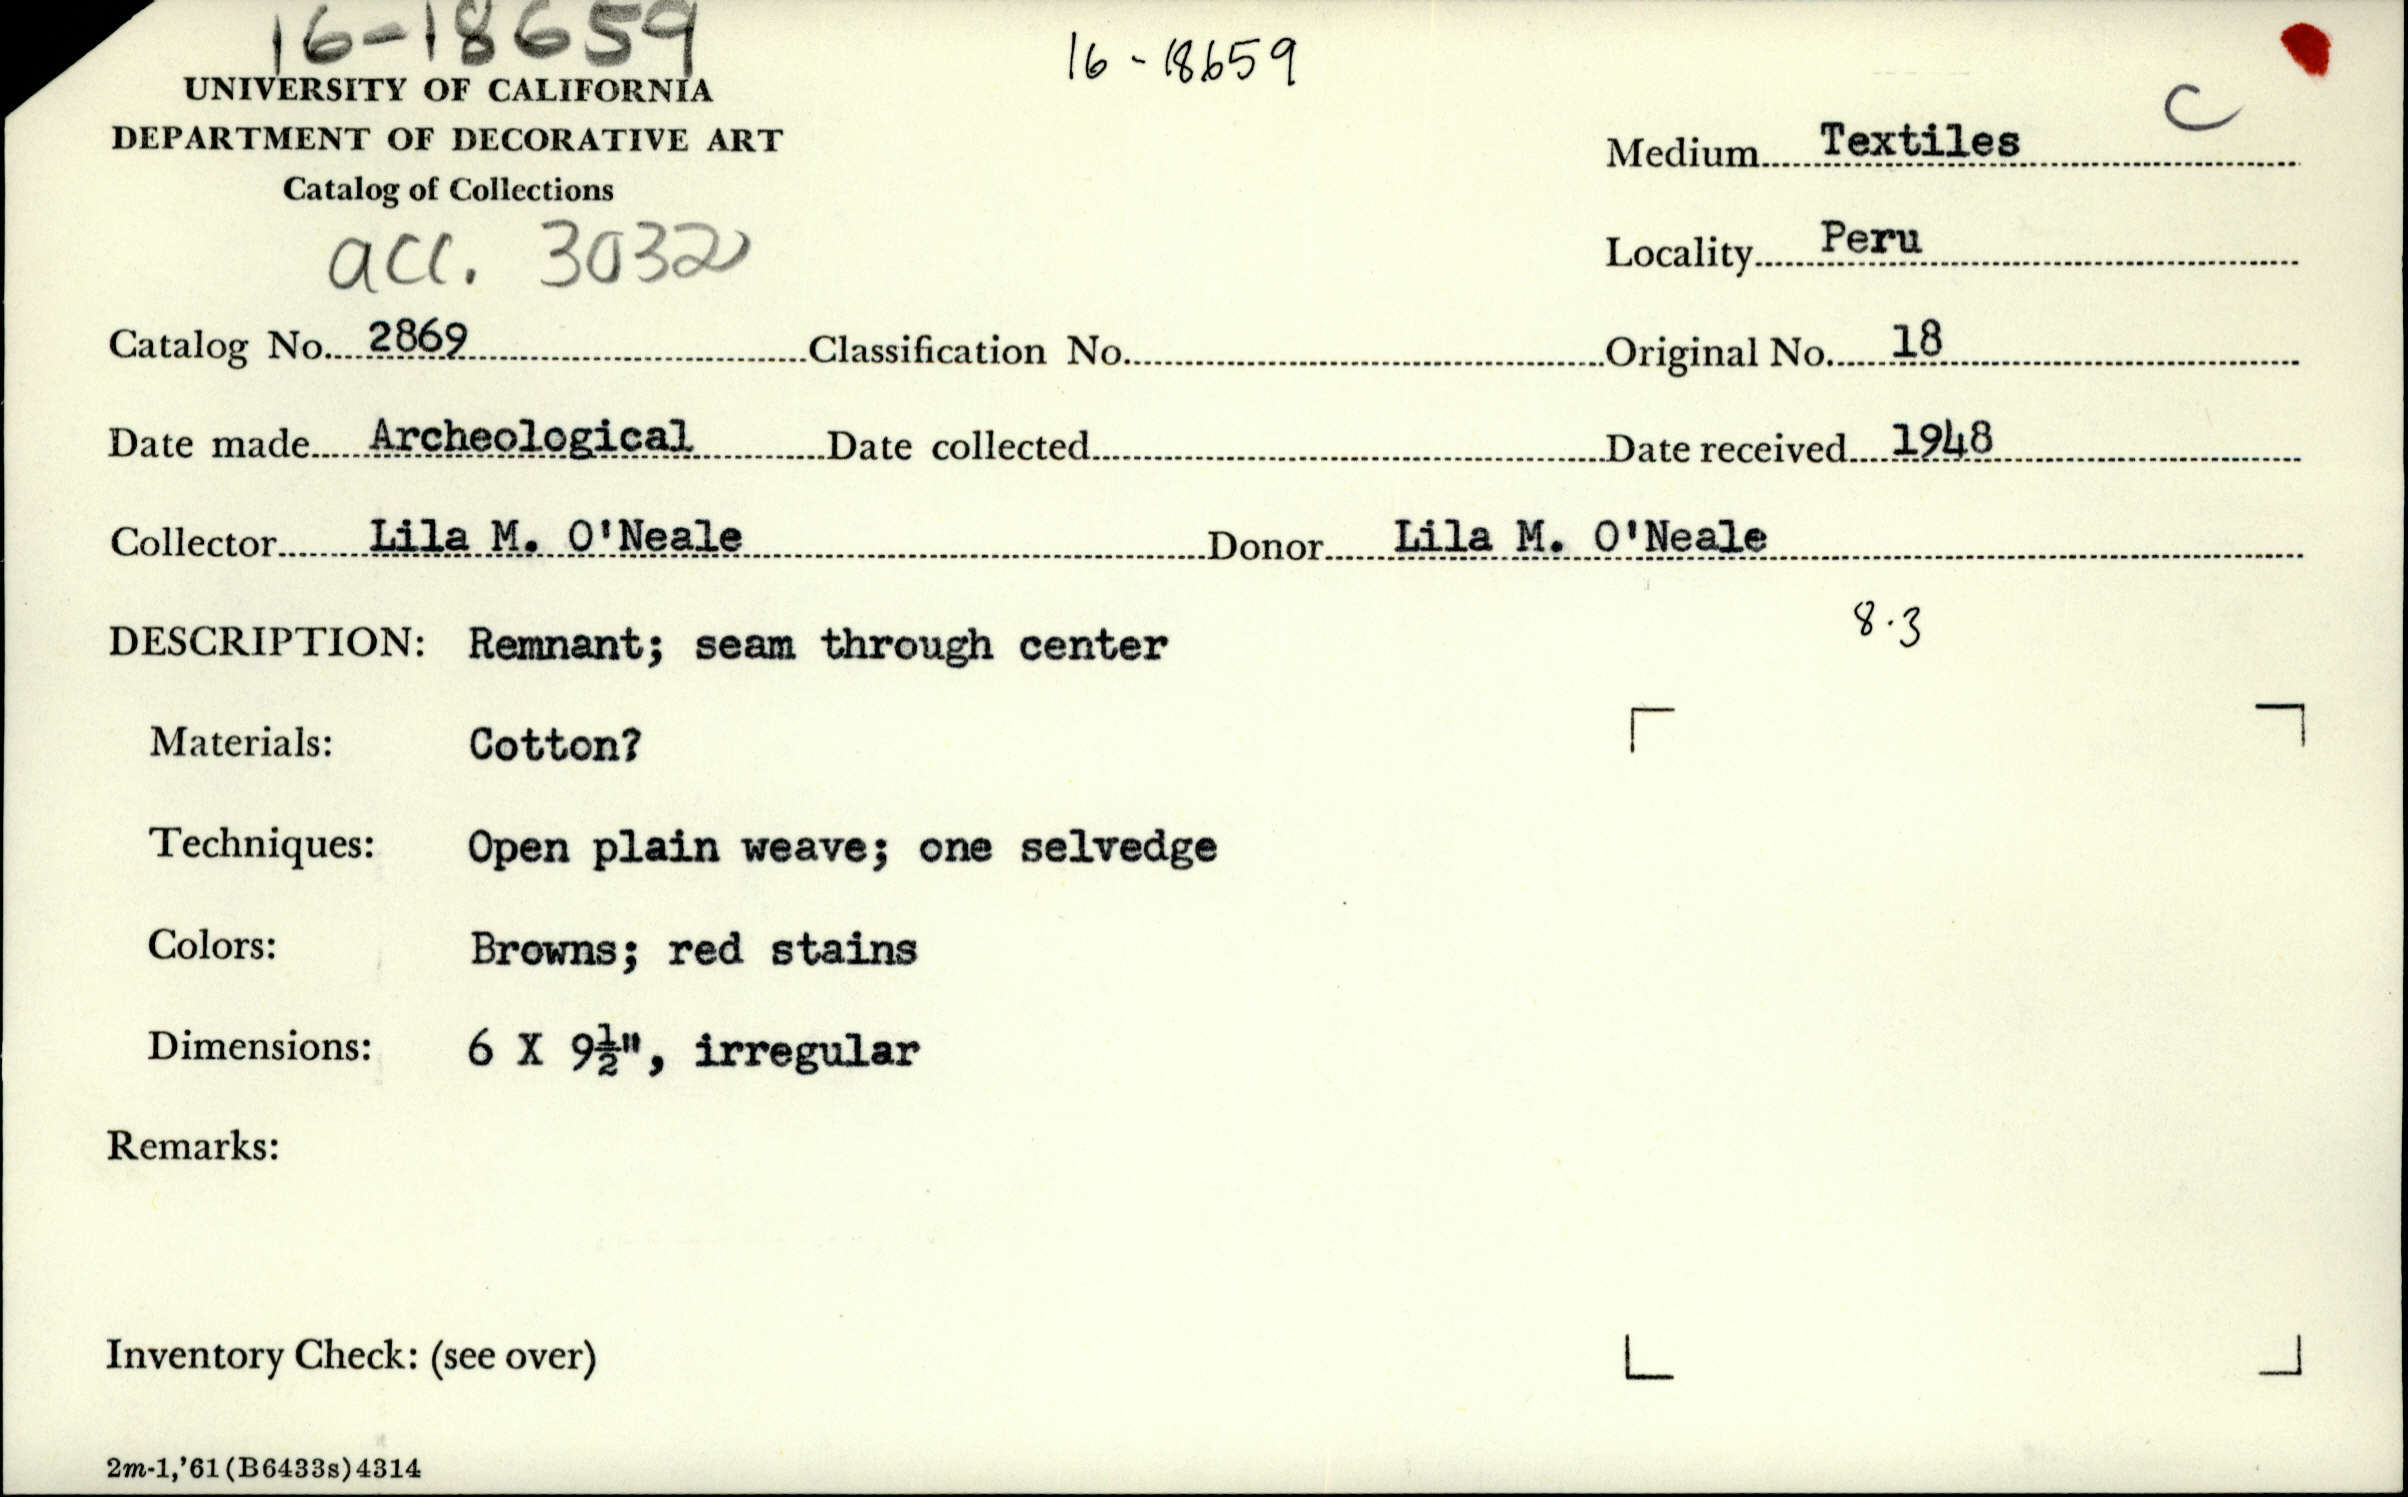 16-18659
16-18659
UNIVERSITY OF CALIFORNIA
DEPARTMENT OF DECORATIVE ART
Catalog of Collections
acc. 3032
C
Medium Textiles
Locality Peru
Catalog No. 2869 Classification No. Original No. 18
Date made Archeological Date collected Date received 1948
Collector Lila M. O'Neale Donor Lila M. O'Neale
DESCRIPTION: Remnant; seam through center
8.3
Materials: Cotton?
Techniques: Open plain weave; one selvedge
Colors: Browns; red stains
Dimensions: 6 X 9½", irregular
Remarks:
Inventory Check: (see over)
2m-1,'61(B6433s)4314